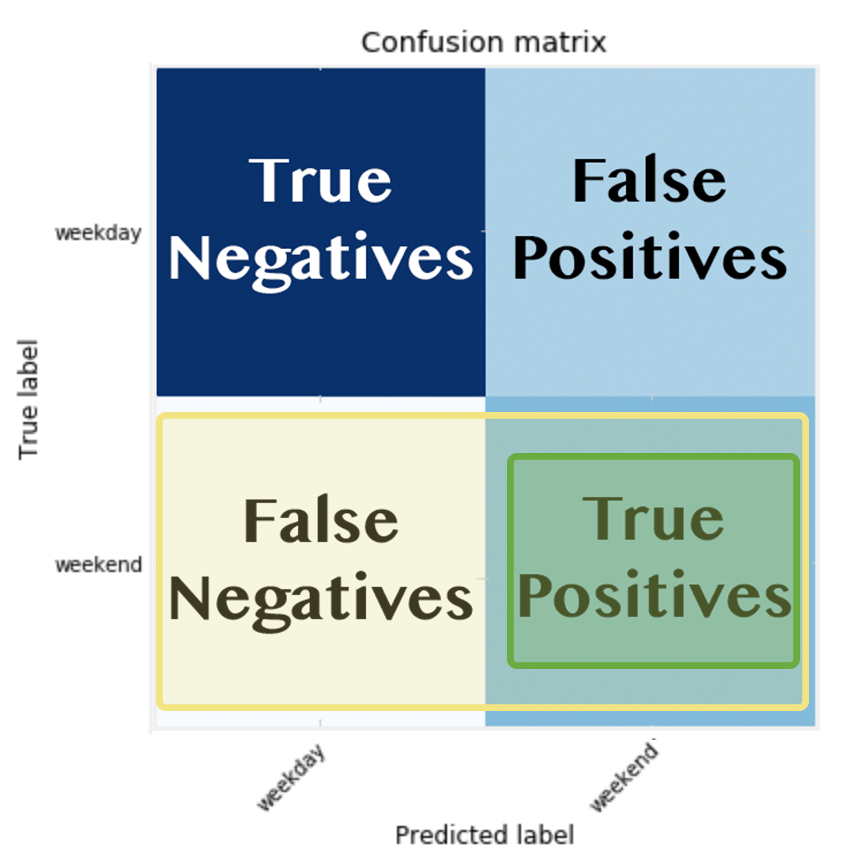 Confusion matrix
True
Negatives
False
Positives
weekday
True label
False
Negatives
True
Positives
weekend
weekday
weekend
Predicted label